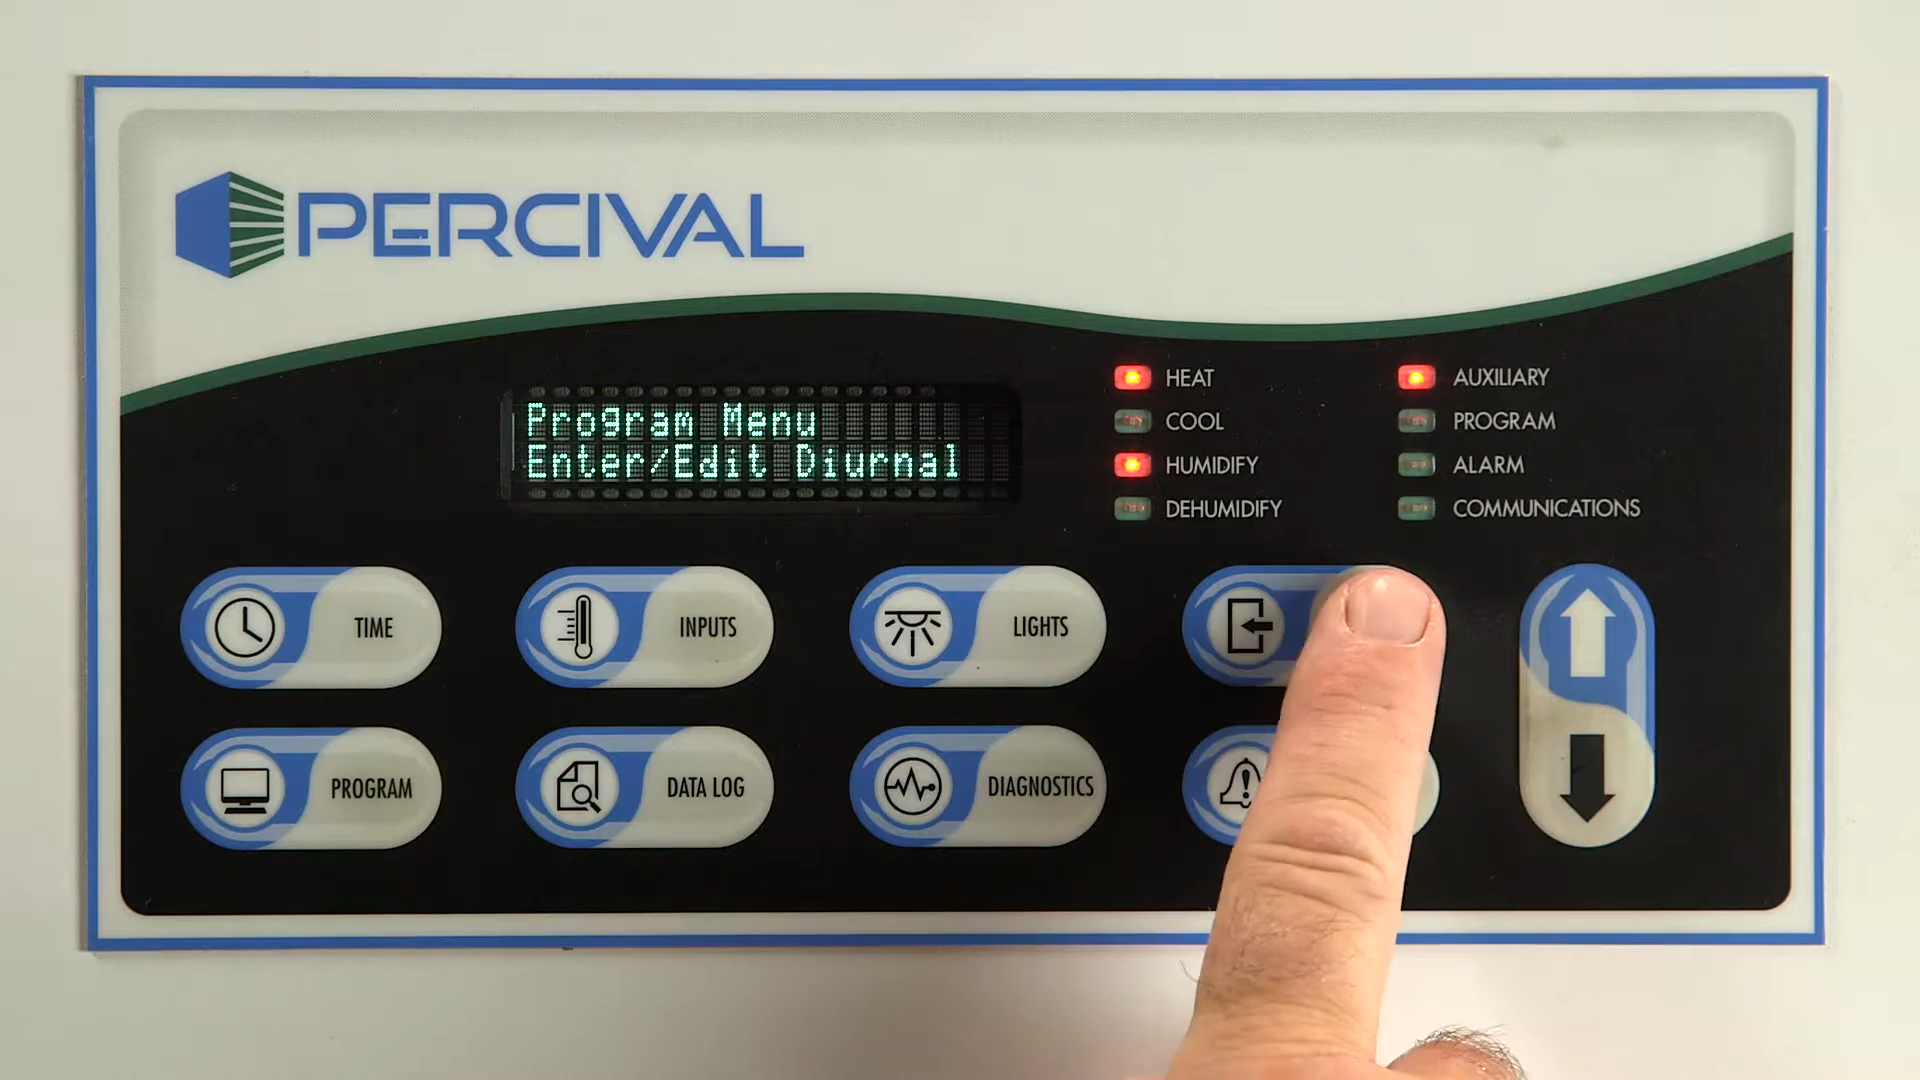 PERCIVAL
Program Menu
Enter/Edit Diurnal
HEAT
COOL
HUMIDIFY
DEHUMIDIFY
AUXILIARY
PROGRAM
ALARM
COMMUNICATIONS
TIME
INPUTS
LIGHTS
PROGRAM
DATA LOG
DIAGNOSTICS